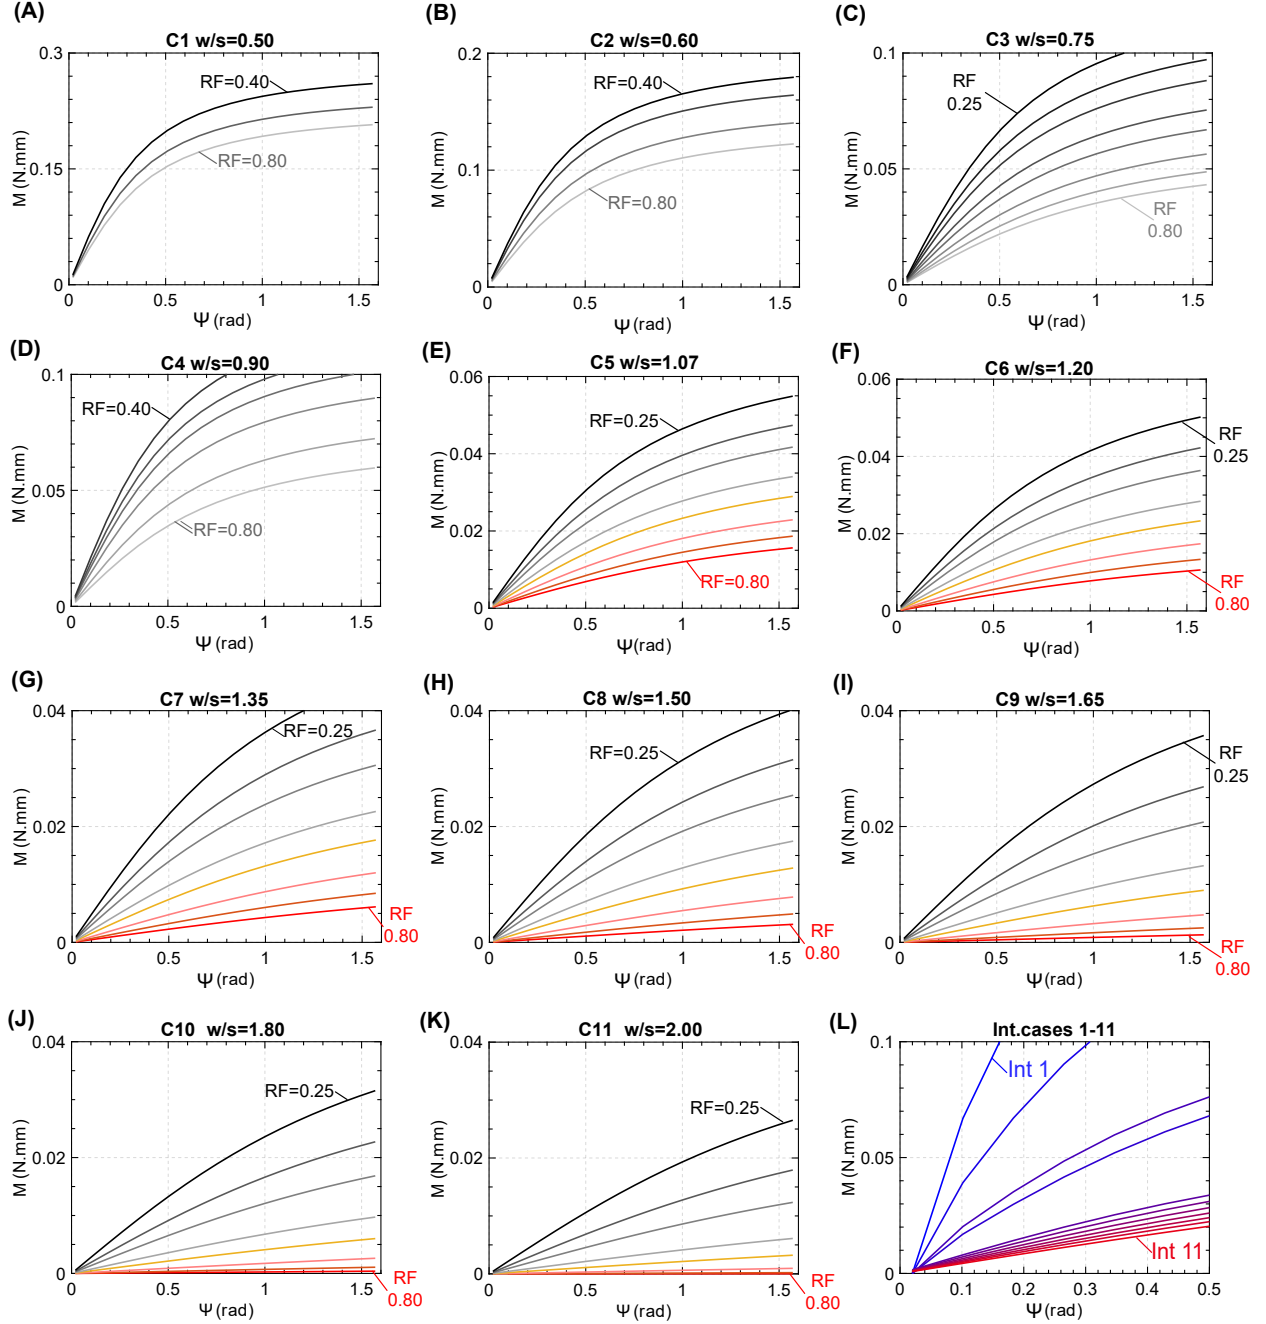 (A)
C1 w/s=0.50
0.3
0.15
0
M (N.mm)
RF=0.40
RF=0.80
0 0.5 1 1.5
Ψ (rad)
(B)
C2 w/s=0.60
0.2
0.1
0
M (N.mm)
RF=0.40
RF=0.80
0 0.5 1 1.5
Ψ (rad)
(C)
C3 w/s=0.75
0.1
0.05
0
M (N.mm)
RF
0.25
RF
0.80
0 0.5 1 1.5
Ψ (rad)
(D)
C4 w/s=0.90
0.1
0.05
0
M (N.mm)
RF=0.40
RF=0.80
0 0.5 1 1.5
Ψ (rad)
(E)
C5 w/s=1.07
0.06
0.04
0.02
0
M (N.mm)
RF=0.25
RF=0.80
0 0.5 1 1.5
Ψ (rad)
(F)
C6 w/s=1.20
0.06
0.04
0.02
0
M (N.mm)
RF
0.25
RF
0.80
0 0.5 1 1.5
Ψ (rad)
(G)
C7 w/s=1.35
0.04
0.02
0
M (N.mm)
RF=0.25
RF
0.80
0 0.5 1 1.5
Ψ (rad)
(H)
C8 w/s=1.50
0.04
0.02
0
M (N.mm)
RF=0.25
RF
0.80
0 0.5 1 1.5
Ψ (rad)
(I)
C9 w/s=1.65
0.04
0.02
0
M (N.mm)
RF
0.25
RF
0.80
0 0.5 1 1.5
Ψ (rad)
(J)
C10 w/s=1.80
0.04
0.02
0
M (N.mm)
RF=0.25
RF
0.80
0 0.5 1 1.5
Ψ (rad)
(K)
C11 w/s=2.00
0.04
0.02
0
M (N.mm)
RF=0.25
RF
0.80
0 0.5 1 1.5
Ψ (rad)
(L)
Int.cases 1-11
0.1
0.05
0
M (N.mm)
Int 1
Int 11
0 0.1 0.2 0.3 0.4 0.5
Ψ (rad)